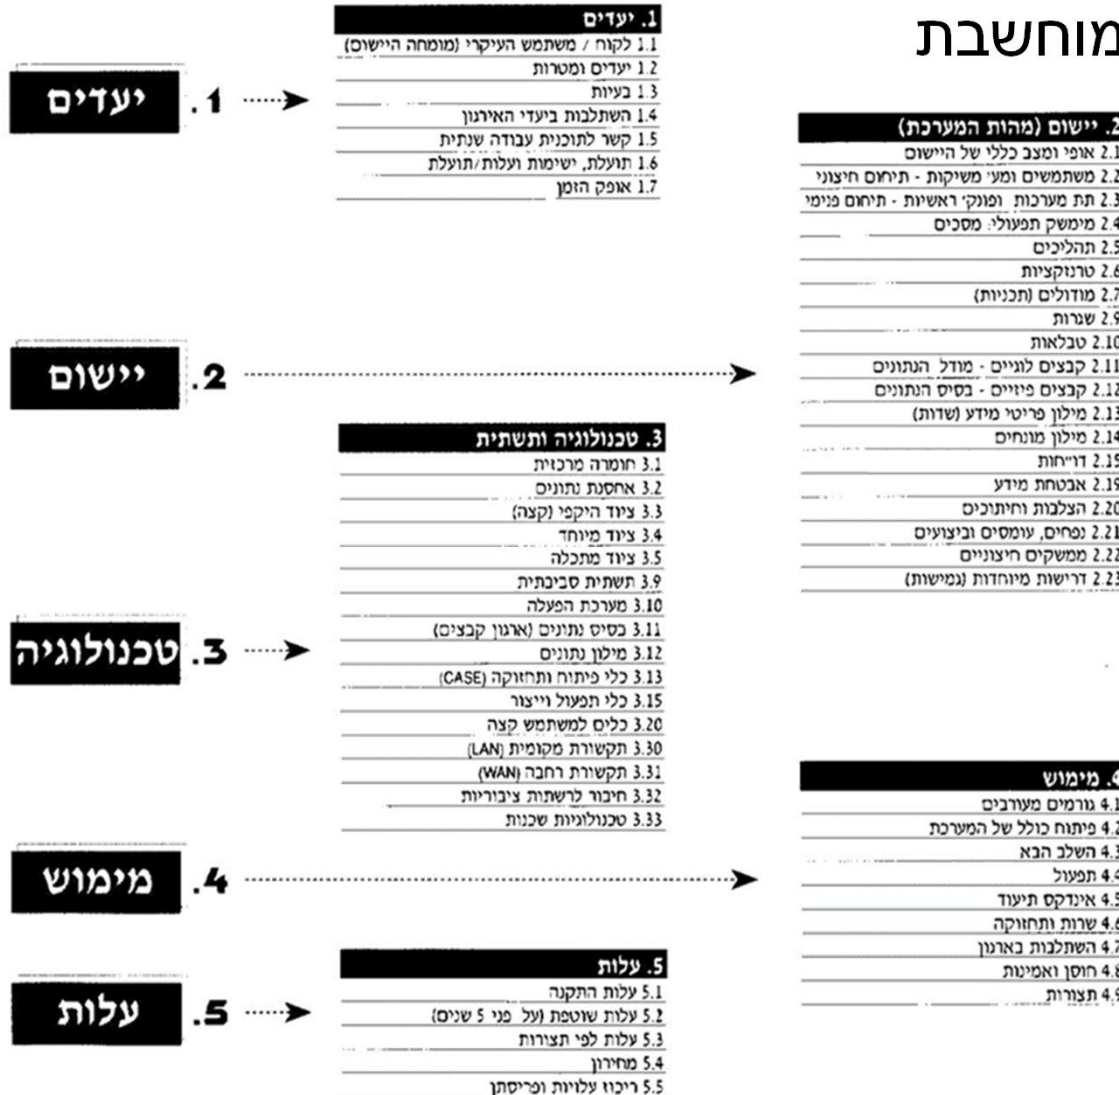 מוחשבת
יעדים .1
1. יעדים
1.1 לקוח / משתמש העיקרי (מומחה היישום)
1.2 יעדים ומטרות
1.3 בעיות
1.4 השתלבות ביעדי האירגון
1.5 קשר לתוכנית עבודה שנתית
1.6 תועלת, ישימות ועלות/תועלת
1.7 אופק הזמן
יישום .2
2. יישום (מהות המערכת)
2.1 אופי ומצב כללי של היישום
2.2 משתמשים ומע׳ משיקות - תיחום חיצוני
2.3 תת מערכות ופונק׳ ראשיות - תיחום פנימי
2.4 מימשק תפעולי: מסכים
2.5 תהליכים
2.6 טרנזקציות
2.7 מודולים (תכניות)
2.9 שגרות
2.10 טבלאות
2.11 קבצים לוגיים - מודל הנתונים
2.12 קבצים פיזיים - בסיס הנתונים
2.13 מילון פריטי מידע (שדות)
2.14 מילון מונחים
2.15 דו״חות
2.19 אבטחת מידע
2.20 הצלבות וחיתוכים
2.21 נפחים, עומסים וביצועים
2.22 ממשקים חיצוניים
2.23 דרישות מיוחדות (גמישות)
טכנולוגיה .3
3. טכנולוגיה ותשתית
3.1 חומרה מרכזית
3.2 אחסנת נתונים
3.3 ציוד היקפי (קצה)
3.4 ציוד מיוחד
3.5 ציוד מתכלה
3.9 תשתית סביבתית
3.10 מערכת הפעלה
3.11 בסיס נתונים (ארגון קבצים)
3.12 מילון נתונים
3.13 כלי פיתוח ותחזוקה (CASE)
3.15 כלי תפעול וייצור
3.20 כלים למשתמש קצה
3.30 תקשורת מקומית (LAN)
3.31 תקשורת רחבה (WAN)
3.32 חיבור לרשתות ציבוריות
3.33 טכנולוגיות שכנות
מימוש .4
4. מימוש
4.1 גורמים מעורבים
4.2 פיתוח כולל של המערכת
4.3 השלב הבא
4.4 תפעול
4.5 אינדקס תיעוד
4.6 שרות ותחזוקה
4.7 השתלבות בארגון
4.8 חוסן ואמינות
4.9 תצורות
עלות .5
5. עלות
5.1 עלות התקנה
5.2 עלות שוטפת (על פני 5 שנים)
5.3 עלות לפי תצורות
5.4 מחירון
5.5 ריכוז עלויות ופריסתן